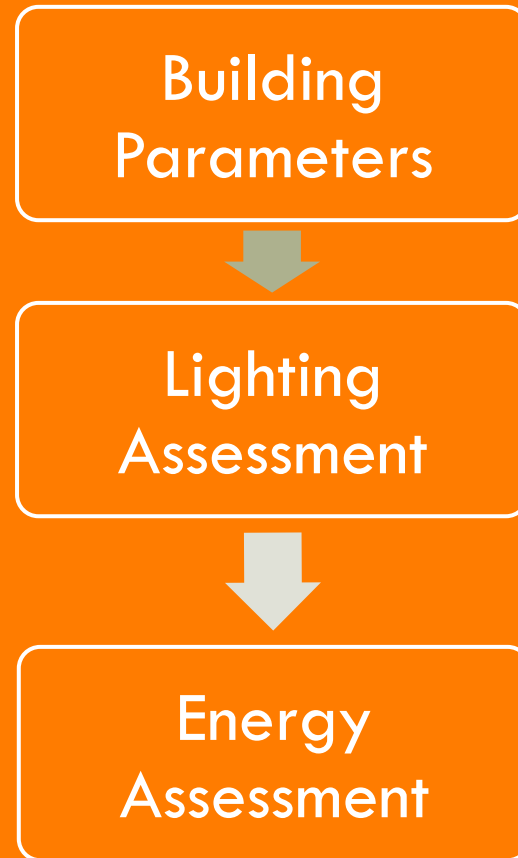 Building
Parameters
Lighting
Assessment
Energy
Assessment